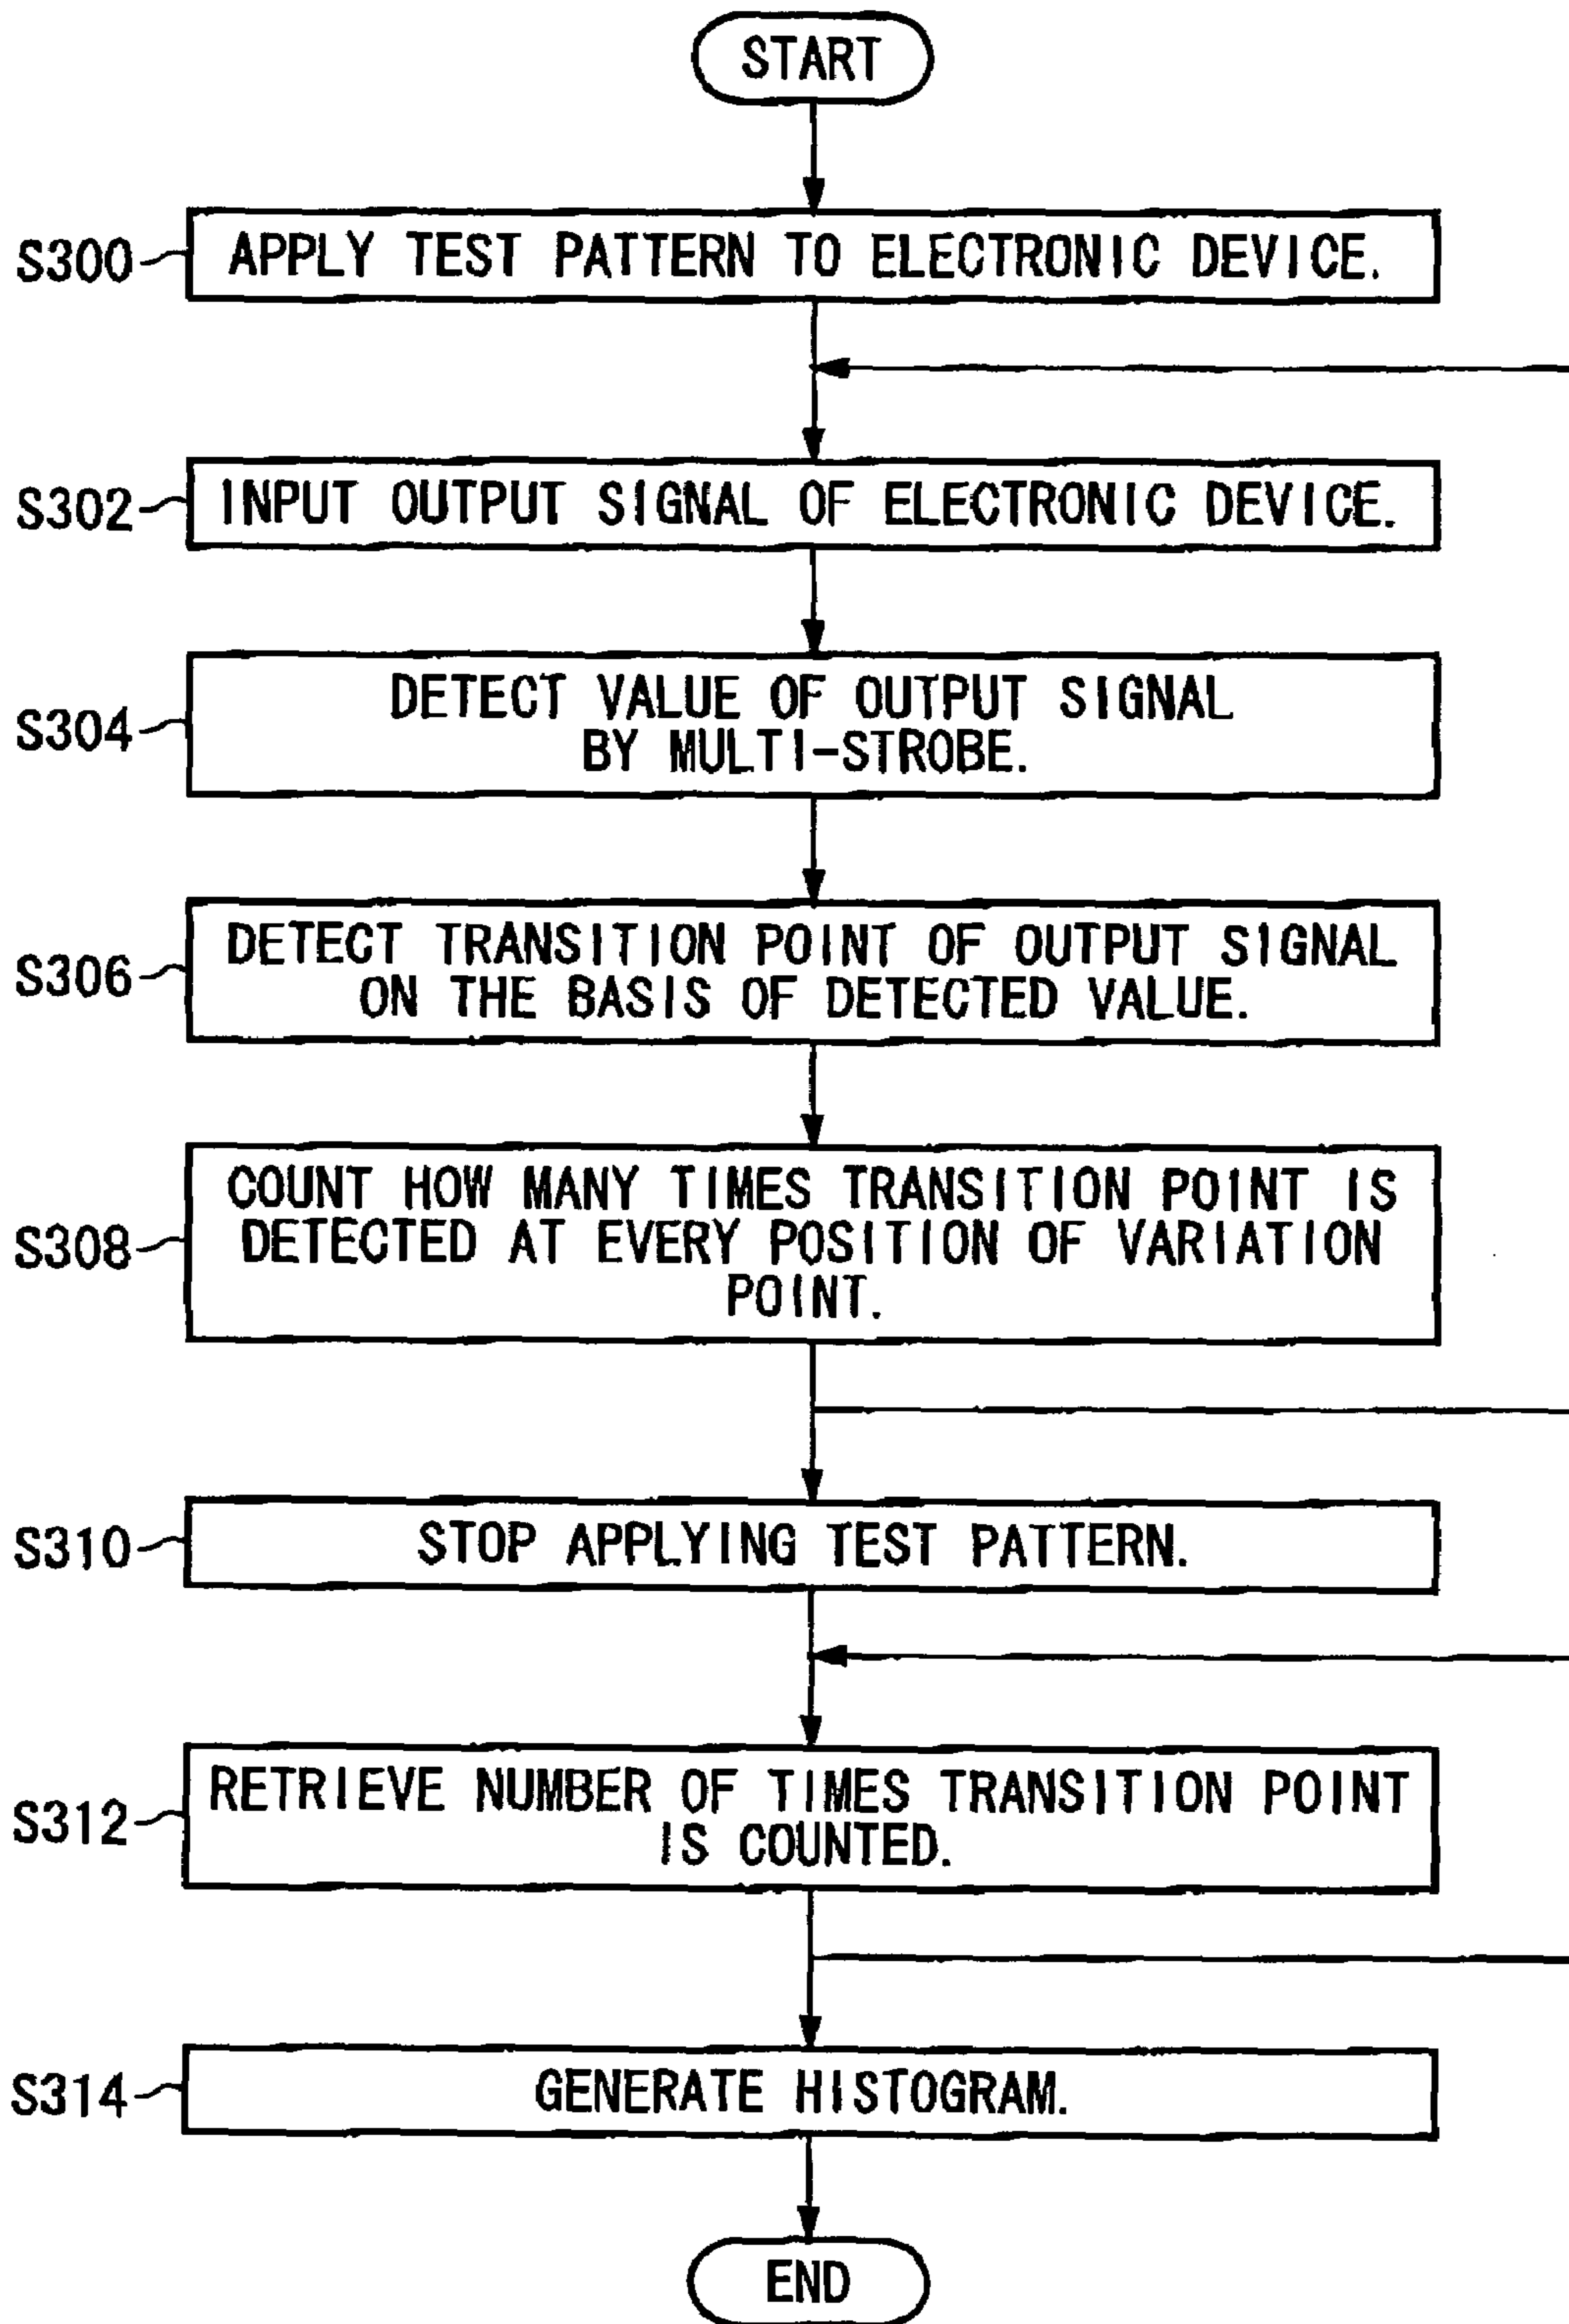 START
S300
APPLY TEST PATTERN TO ELECTRONIC DEVICE.
S302
INPUT OUTPUT SIGNAL OF ELECTRONIC DEVICE.
S304
DETECT VALUE OF OUTPUT SIGNAL
BY MULTI-STROBE.
S306
DETECT TRANSITION POINT OF OUTPUT SIGNAL
ON THE BASIS OF DETECTED VALUE.
S308
COUNT HOW MANY TIMES TRANSITION POINT IS
DETECTED AT EVERY POSITION OF VARIATION
POINT.
S310
STOP APPLYING TEST PATTERN.
S312
RETRIEVE NUMBER OF TIMES TRANSITION POINT
IS COUNTED.
S314
GENERATE HISTOGRAM.
END